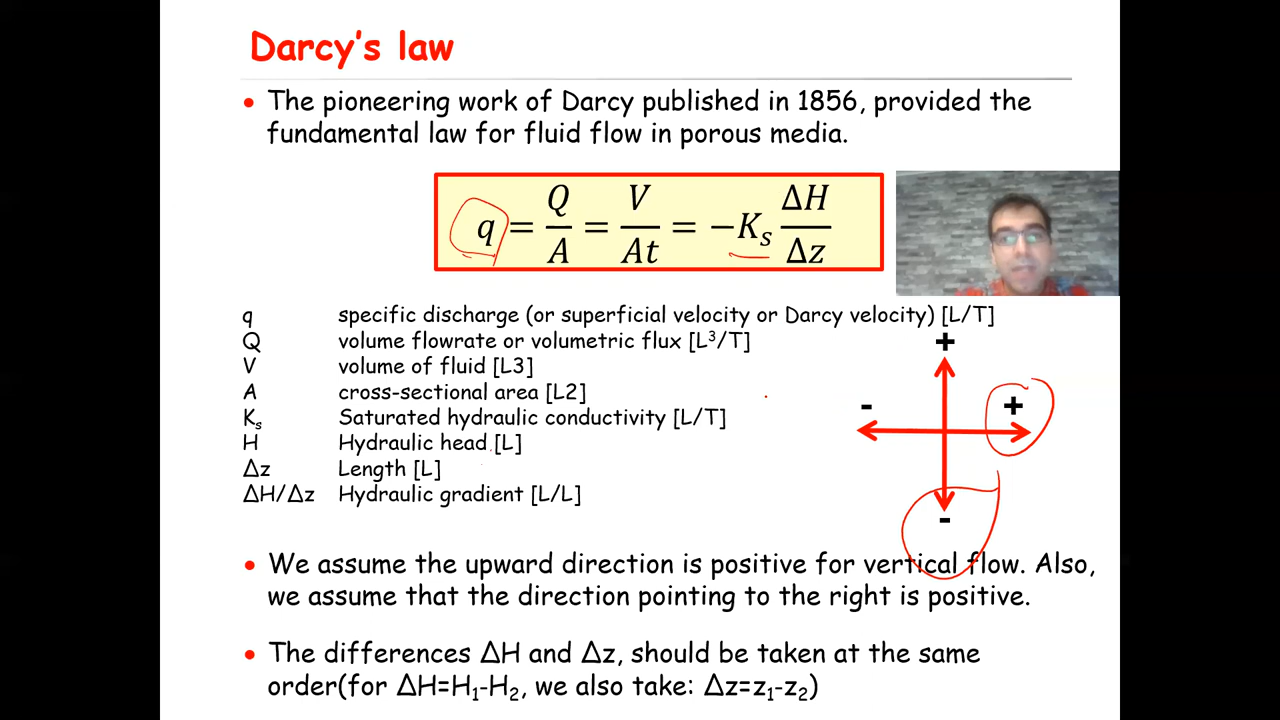 Darcy's law
• The pioneering work of Darcy published in 1856, provided the
fundamental law for fluid flow in porous media.
q = Q/A = V/At = −Kₛ ΔH/Δz
q specific discharge (or superficial velocity or Darcy velocity) [L/T]
Q volume flowrate or volumetric flux [L³/T]
V volume of fluid [L3]
A cross-sectional area [L2]
Kₛ Saturated hydraulic conductivity [L/T]
H Hydraulic head [L]
Δz Length [L]
ΔH/Δz Hydraulic gradient [L/L]
+
- +
-
• We assume the upward direction is positive for vertical flow. Also,
we assume that the direction pointing to the right is positive.
• The differences ΔH and Δz, should be taken at the same
order(for ΔH=H₁-H₂, we also take: Δz=z₁-z₂)